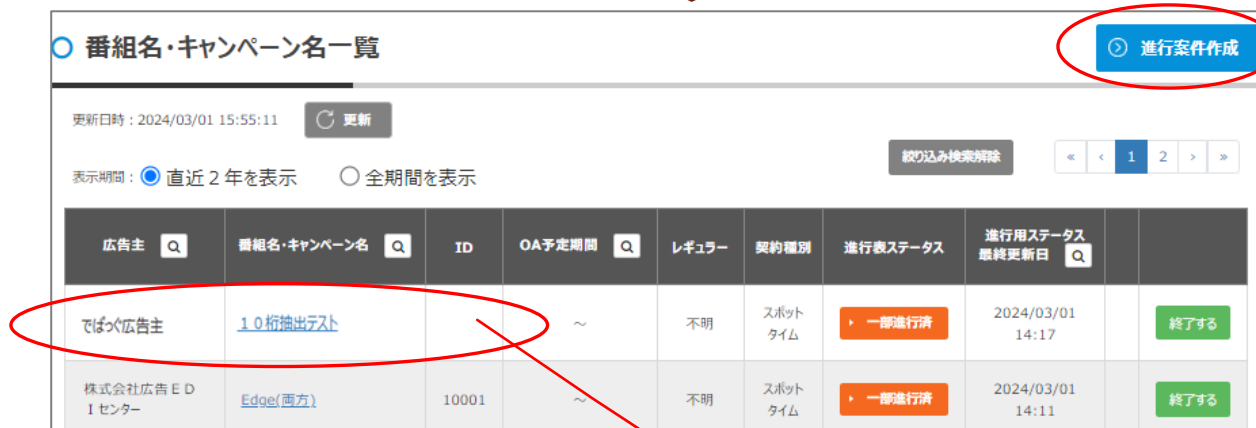 番組名・キャンペーン名一覧
進行案件作成
更新日時：2024/03/01 15:55:11 更新
絞り込み検索解除 « ‹ 1 2 › »
表示期間： 直近２年を表示 全期間を表示
広告主 番組名・キャンペーン名 ID OA予定期間 レギュラー 契約種別 進行表ステータス 進行用ステータス
最終更新日
でばっぐ広告主 １０桁抽出テスト ～ 不明 スポット
タイム 一部進行済 2024/03/01
14:17 終了する
株式会社広告ＥＤ
Ｉセンター Edge(両方) 10001 ～ 不明 スポット
タイム 一部進行済 2024/03/01
14:11 終了する